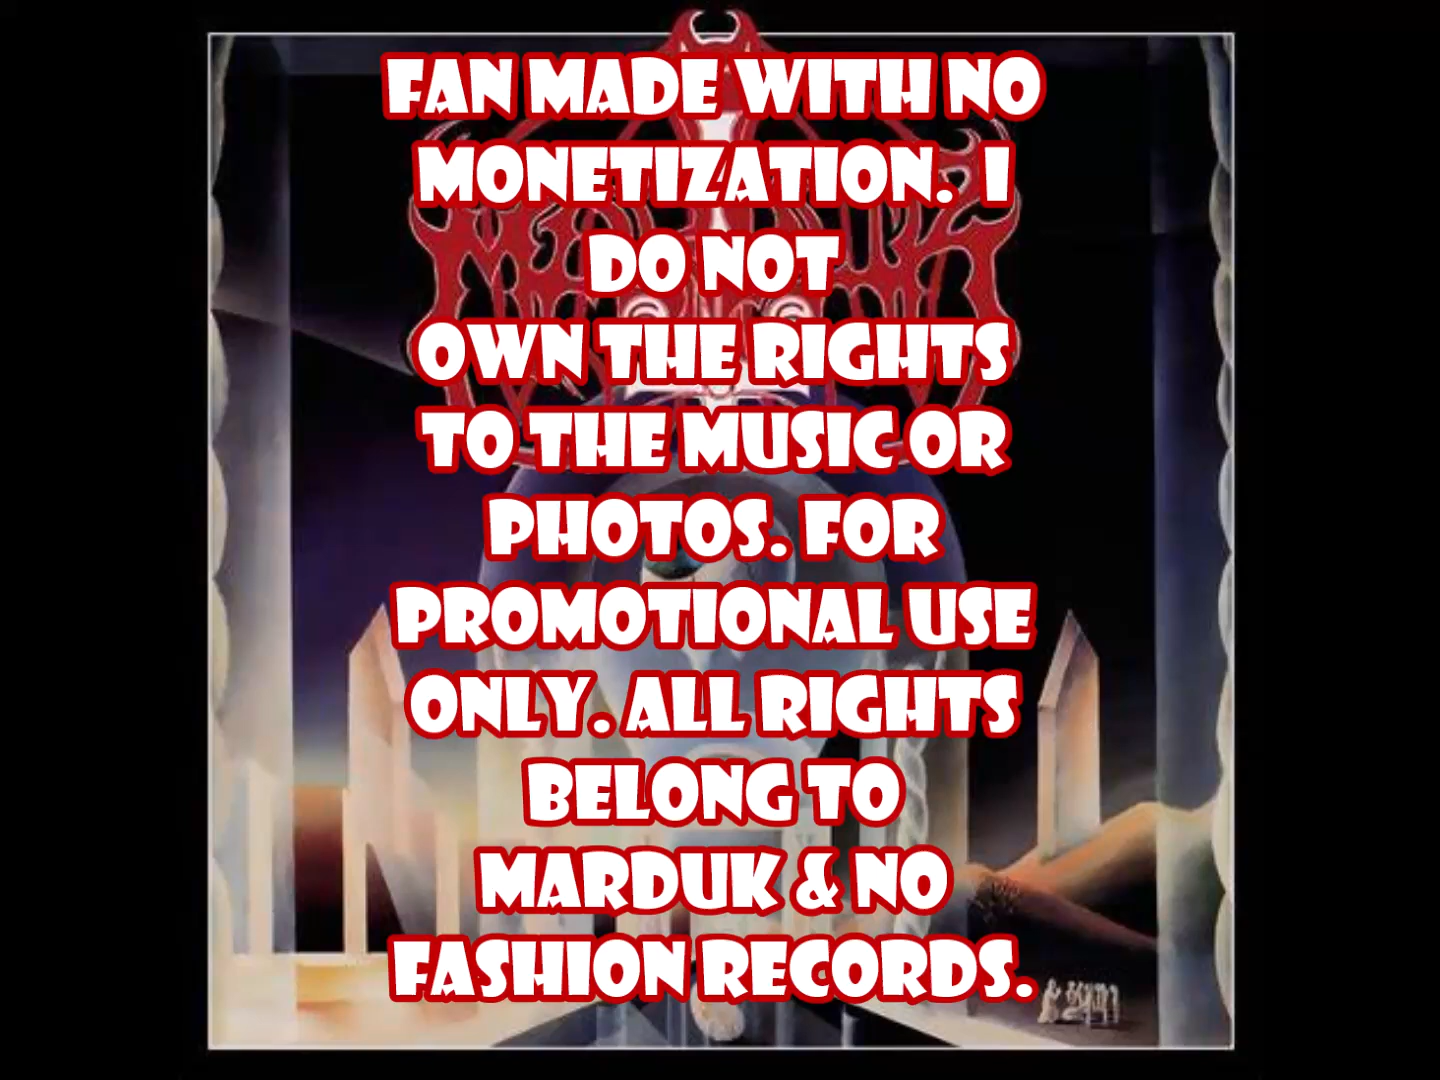 FAN MADE WITH NO
MONETIZATION. I
DO NOT
OWN THE RIGHTS
TO THE MUSIC OR
PHOTOS. FOR
PROMOTIONAL USE
ONLY. ALL RIGHTS
BELONG TO
MARDUK & NO
FASHION RECORDS.